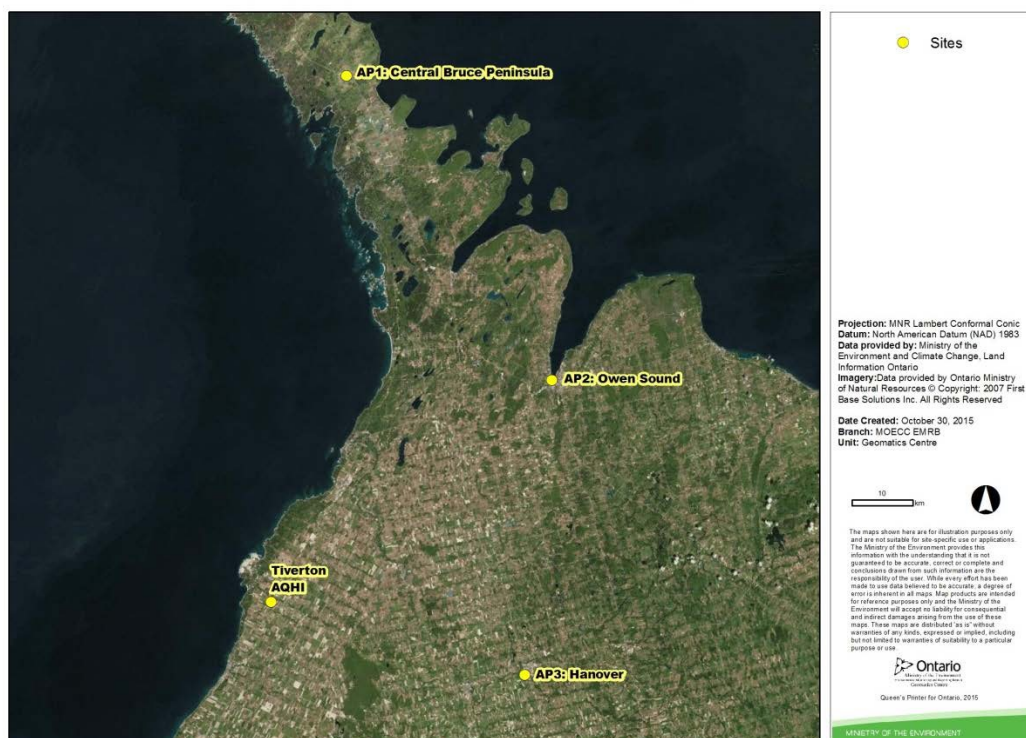 AP1: Central Bruce Peninsula
AP2: Owen Sound
Tiverton
AQHI
AP3: Hanover
Sites
Projection: MNR Lambert Conformal Conic
Datum: North American Datum (NAD) 1983
Data provided by: Ministry of the
Environment and Climate Change, Land
Information Ontario
Imagery:Data provided by Ontario Ministry
of Natural Resources © Copyright: 2007 First
Base Solutions Inc. All Rights Reserved
Date Created: October 30, 2015
Branch: MOECC EMRB
Unit: Geomatics Centre
10
km
The maps shown here are for illustration purposes only
and are not suitable for site-specific use or applications.
The Ministry of the Environment provides this
information with the understanding that it is not
guaranteed to be accurate, correct or complete and
conclusions drawn from such information are the
responsibility of the user. While every effort has been
made to use data believed to be accurate, a degree of
error is inherent in all maps. Map products are intended
for reference purposes only and the Ministry of the
Environment will accept no liability for consequential
and indirect damages arising from the use of these
maps. These maps are distributed 'as is' without
warranties of any kinds, expressed or implied, including
but not limited to warranties of suitability to a particular
purpose or use.
Ontario
Ministry of the Environment
Geomatics Centre
Queen's Printer for Ontario, 2015
MINISTRY OF THE ENVIRONMENT